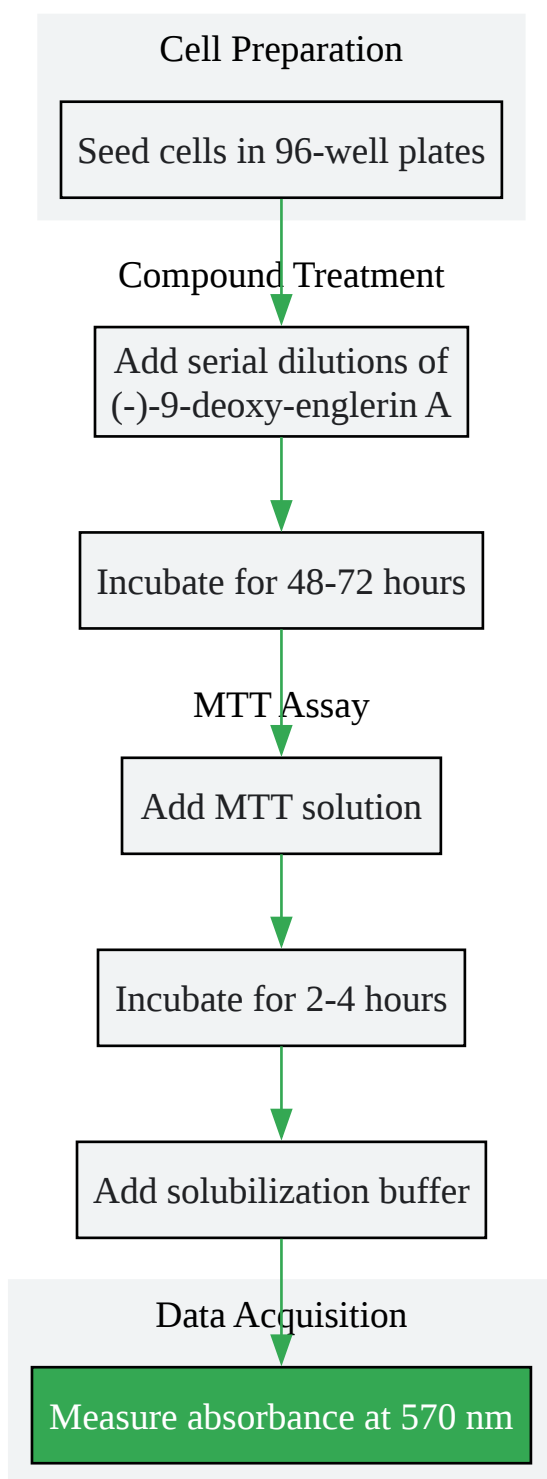 Cell Preparation
Seed cells in 96-well plates
Compound Treatment
Add serial dilutions of
(-)-9-deoxy-englerin A
Incubate for 48-72 hours
MTT Assay
Add MTT solution
Incubate for 2-4 hours
Add solubilization buffer
Data Acquisition
Measure absorbance at 570 nm